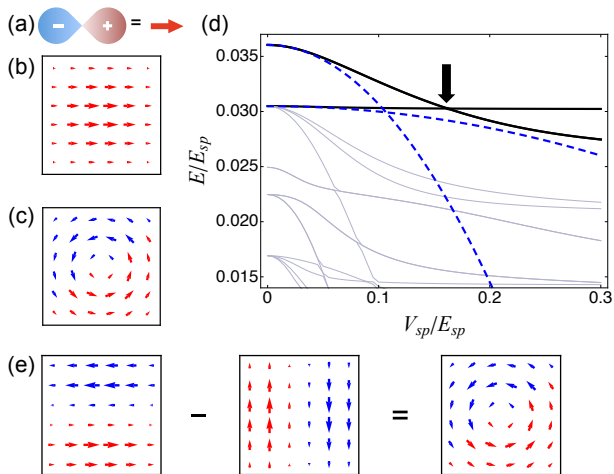 (a) − + =
(b)
(c)
(d)
E/E_sp
0.035
0.030
0.025
0.020
0.015
0.0 0.1 0.2 0.3
V_sp/E_sp
(e) − =